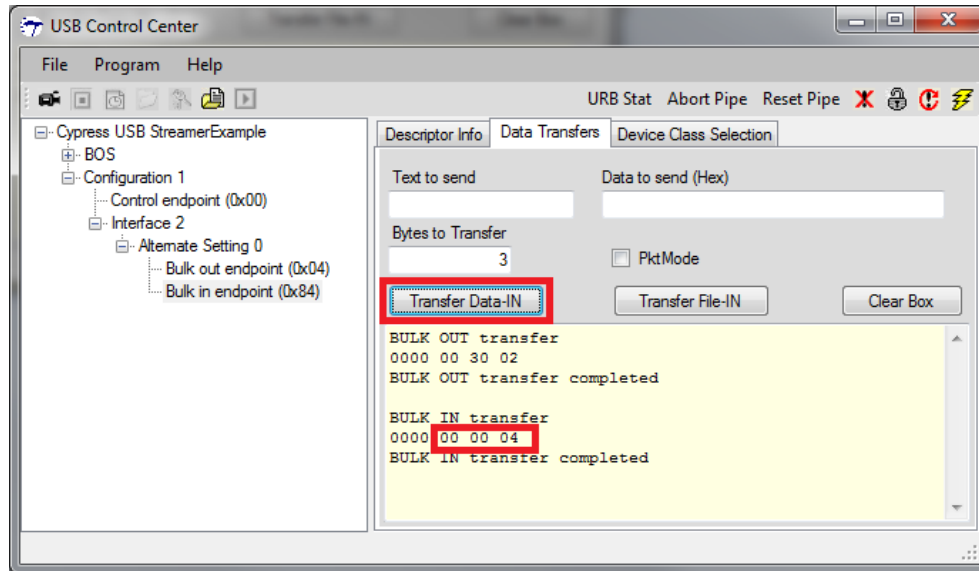 USB Control Center
File Program Help
URB Stat Abort Pipe Reset Pipe
Cypress USB StreamerExample
BOS
Configuration 1
Control endpoint (0x00)
Interface 2
Alternate Setting 0
Bulk out endpoint (0x04)
Bulk in endpoint (0x84)
Descriptor Info Data Transfers Device Class Selection
Text to send Data to send (Hex)
Bytes to Transfer
3 PktMode
Transfer Data-IN Transfer File-IN Clear Box
BULK OUT transfer
0000 00 30 02
BULK OUT transfer completed
BULK IN transfer
0000 00 00 04
BULK IN transfer completed